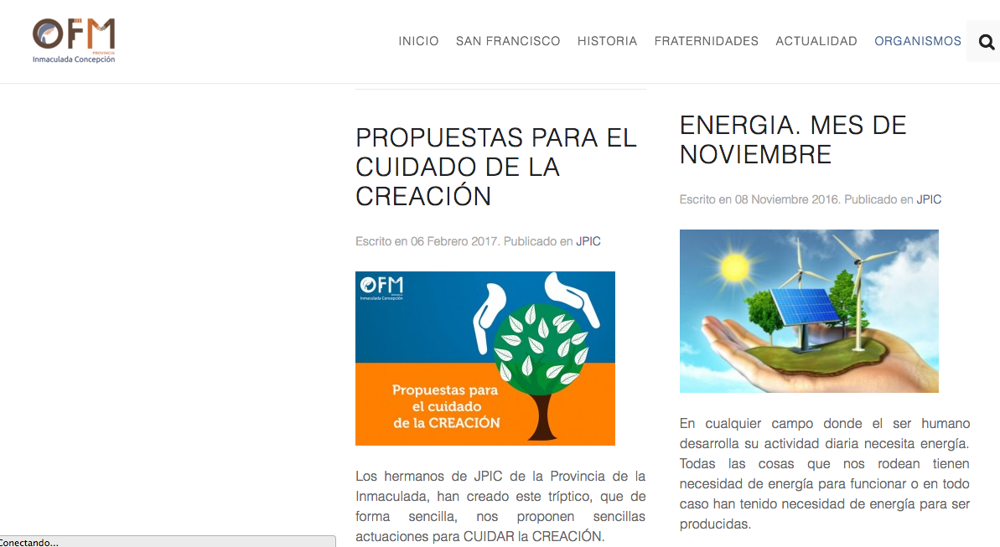 OFM
PROVINCIA
Inmaculada Concepción
INICIO SAN FRANCISCO HISTORIA FRATERNIDADES ACTUALIDAD ORGANISMOS
PROPUESTAS PARA EL
CUIDADO DE LA
CREACIÓN
Escrito en 06 Febrero 2017. Publicado en JPIC
OFM
PROVINCIA
Inmaculada Concepción
Propuestas para
el cuidado
de la CREACIÓN
Los hermanos de JPIC de la Provincia de la
Inmaculada, han creado este tríptico, que de
forma sencilla, nos proponen sencillas
actuaciones para CUIDAR la CREACIÓN.
ENERGIA. MES DE
NOVIEMBRE
Escrito en 08 Noviembre 2016. Publicado en JPIC
En cualquier campo donde el ser humano
desarrolla su actividad diaria necesita energía.
Todas las cosas que nos rodean tienen
necesidad de energía para funcionar o en todo
caso han tenido necesidad de energía para ser
producidas.
Conectando...